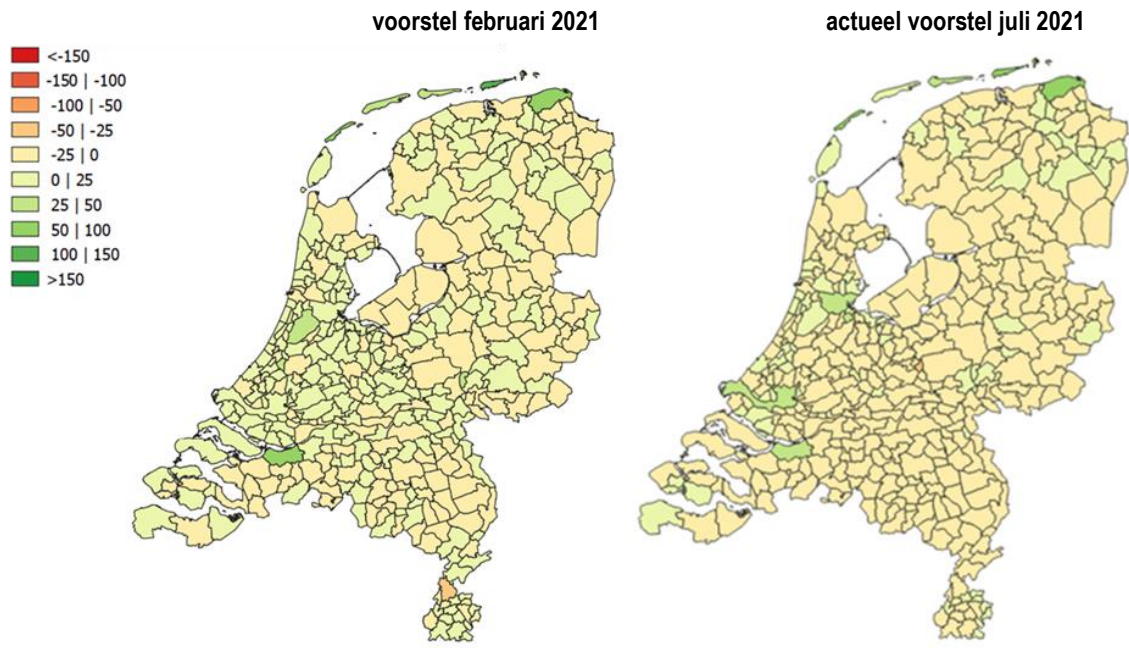 voorstel februari 2021
actueel voorstel juli 2021
<-150
-150 | -100
-100 | -50
-50 | -25
-25 | 0
0 | 25
25 | 50
50 | 100
100 | 150
>150